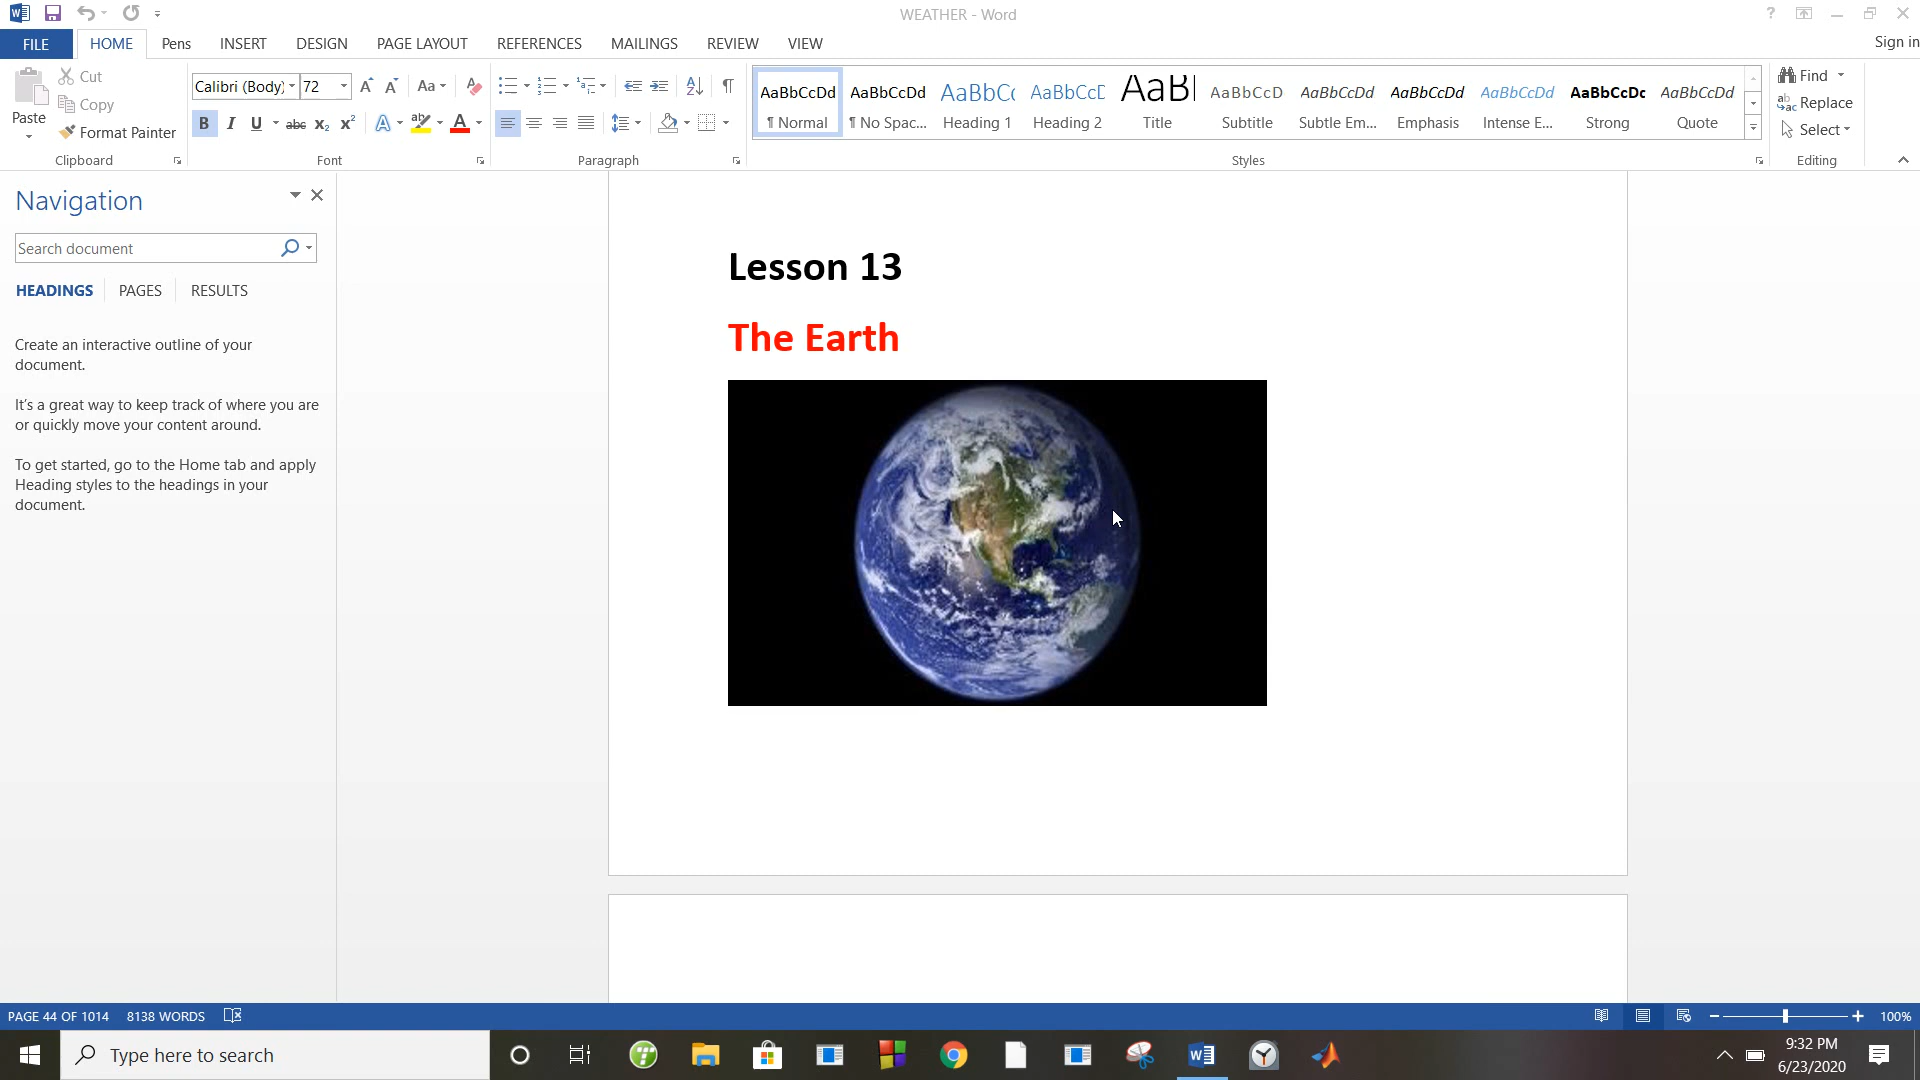 WEATHER - Word
FILE HOME Pens INSERT DESIGN PAGE LAYOUT REFERENCES MAILINGS REVIEW VIEW Sign in
Paste
Cut
Copy
Format Painter
Clipboard
Calibri (Body) 72
Font
Paragraph
AaBbCcDd AaBbCcDd AaBbCc AaBbCcC AaBb AaBbCcD AaBbCcDd AaBbCcDd AaBbCcDd AaBbCcDc AaBbCcDd
¶ Normal ¶ No Spac... Heading 1 Heading 2 Title Subtitle Subtle Em... Emphasis Intense E... Strong Quote
Styles
Find
Replace
Select
Editing
Navigation
Search document
HEADINGS PAGES RESULTS
Create an interactive outline of your
document.
It's a great way to keep track of where you are
or quickly move your content around.
To get started, go to the Home tab and apply
Heading styles to the headings in your
document.
Lesson 13
The Earth
PAGE 44 OF 1014 8138 WORDS 100%
Type here to search
9:32 PM
6/23/2020